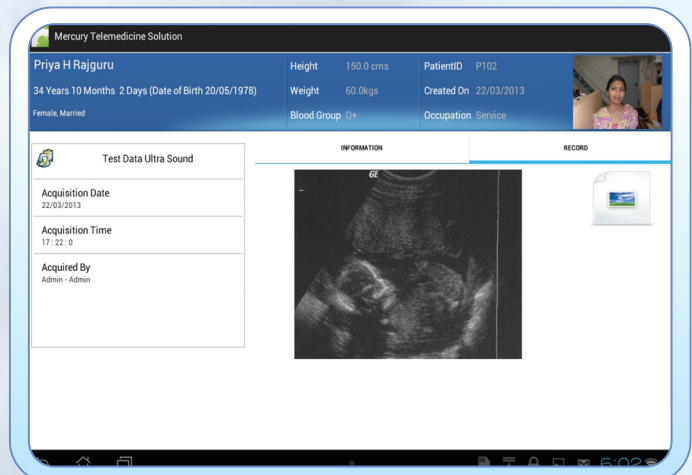 Mercury Telemedicine Solution
Priya H Rajguru
34 Years 10 Months 2 Days (Date of Birth 20/05/1978)
Female, Married
Height 150.0 cms
Weight 60.0kgs
Blood Group O+
PatientID P102
Created On 22/03/2013
Occupation Service
Test Data Ultra Sound
Acquisition Date
22/03/2013
Acquisition Time
17 : 22 : 0
Acquired By
Admin - Admin
INFORMATION
RECORD
GE
6:02